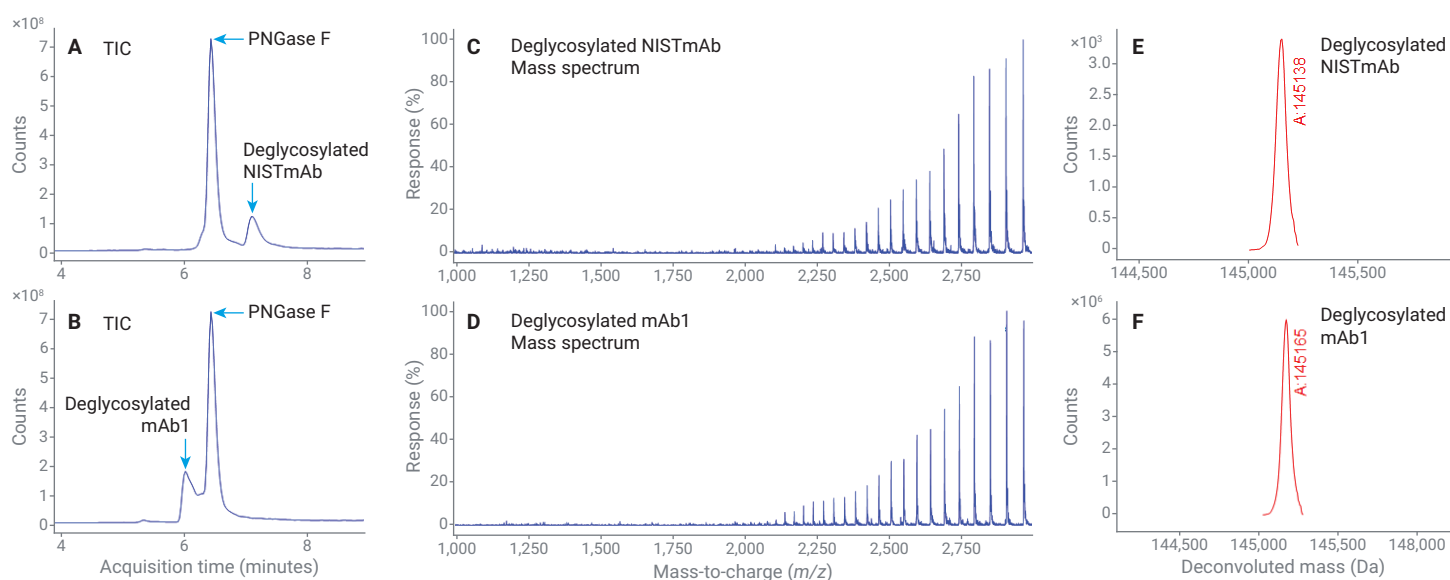 ×10⁸
A
TIC
PNGase F
Deglycosylated
NISTmAb
Counts
7
6
5
4
3
2
1
0
4
6
8
×10⁸
B
TIC
PNGase F
Deglycosylated
mAb1
Counts
7
6
5
4
3
2
1
0
4
6
8
Acquisition time (minutes)
C
Deglycosylated NISTmAb
Mass spectrum
Response (%)
100
80
60
40
20
0
1,000
1,250
1,500
1,750
2,000
2,250
2,500
2,750
D
Deglycosylated mAb1
Mass spectrum
Response (%)
100
80
60
40
20
0
1,000
1,250
1,500
1,750
2,000
2,250
2,500
2,750
Mass-to-charge (m/z)
E
Deglycosylated
NISTmAb
×10³
Counts
3.0
2.5
2.0
1.5
1.0
0.5
0
A:145138
144,500
145,000
145,500
F
Deglycosylated
mAb1
×10⁶
Counts
6
5
4
3
2
1
0
A:145165
144,500
145,000
145,500
148,000
Deconvoluted mass (Da)